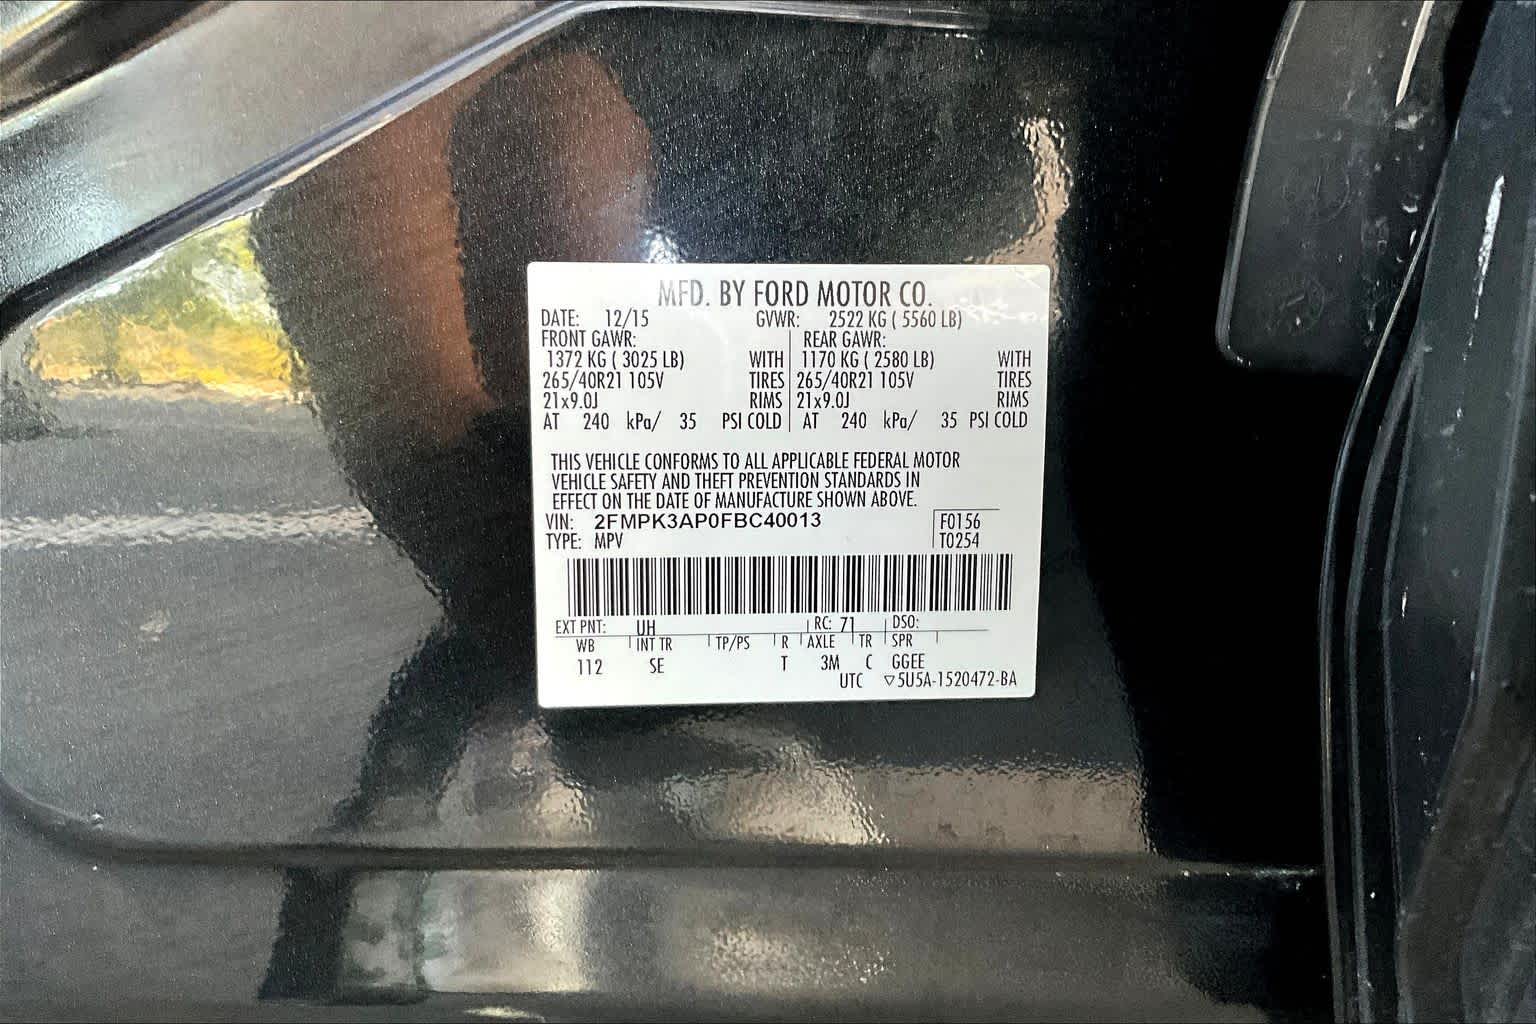 MFD. BY FORD MOTOR CO.
DATE: 12/15 GVWR: 2522 KG ( 5560 LB)
FRONT GAWR: REAR GAWR:
1372 KG ( 3025 LB) WITH 1170 KG ( 2580 LB) WITH
265/40R21 105V TIRES 265/40R21 105V TIRES
21x9.0J RIMS 21x9.0J RIMS
AT 240 kPa/ 35 PSI COLD AT 240 kPa/ 35 PSI COLD
THIS VEHICLE CONFORMS TO ALL APPLICABLE FEDERAL MOTOR
VEHICLE SAFETY AND THEFT PREVENTION STANDARDS IN
EFFECT ON THE DATE OF MANUFACTURE SHOWN ABOVE.
VIN: 2FMPK3AP0FBC40013 F0156
TYPE: MPV T0254
EXT PNT: UH RC: 71 DSO:
WB INT TR TP/PS R AXLE TR SPR
112 SE T 3M C GGEE
UTC ▽5U5A-1520472-BA